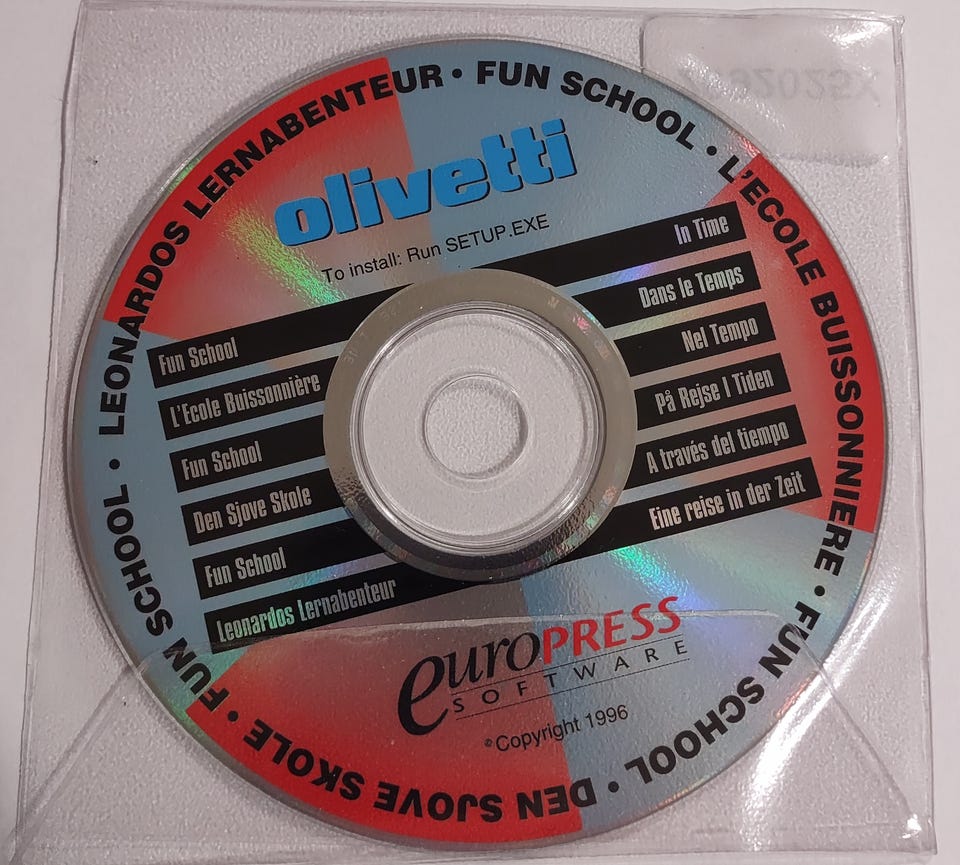 LEONARDOS LERNABENTEUR • FUN SCHOOL • L'ECOLE BUISSONNIERE • FUN SCHOOL • DEN SJOVE SKOLE • FUN SCHOOL •
olivetti
To install: Run SETUP.EXE
Fun School In Time
L'Ecole Buissonnière Dans le Temps
Fun School Nel Tempo
Den Sjove Skole På Rejse I Tiden
Fun School A través del tiempo
Leonardos Lernabenteur Eine reise in der Zeit
euroPRESS
SOFTWARE
©Copyright 1996